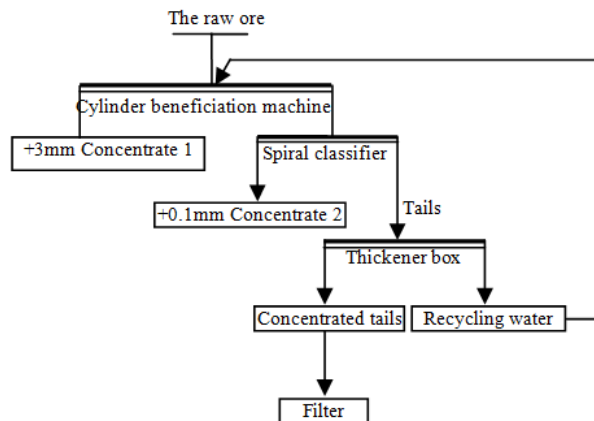 The raw ore
Cylinder beneficiation machine
+3mm Concentrate 1
Spiral classifier
+0.1mm Concentrate 2
Tails
Thickener box
Concentrated tails
Recycling water
Filter